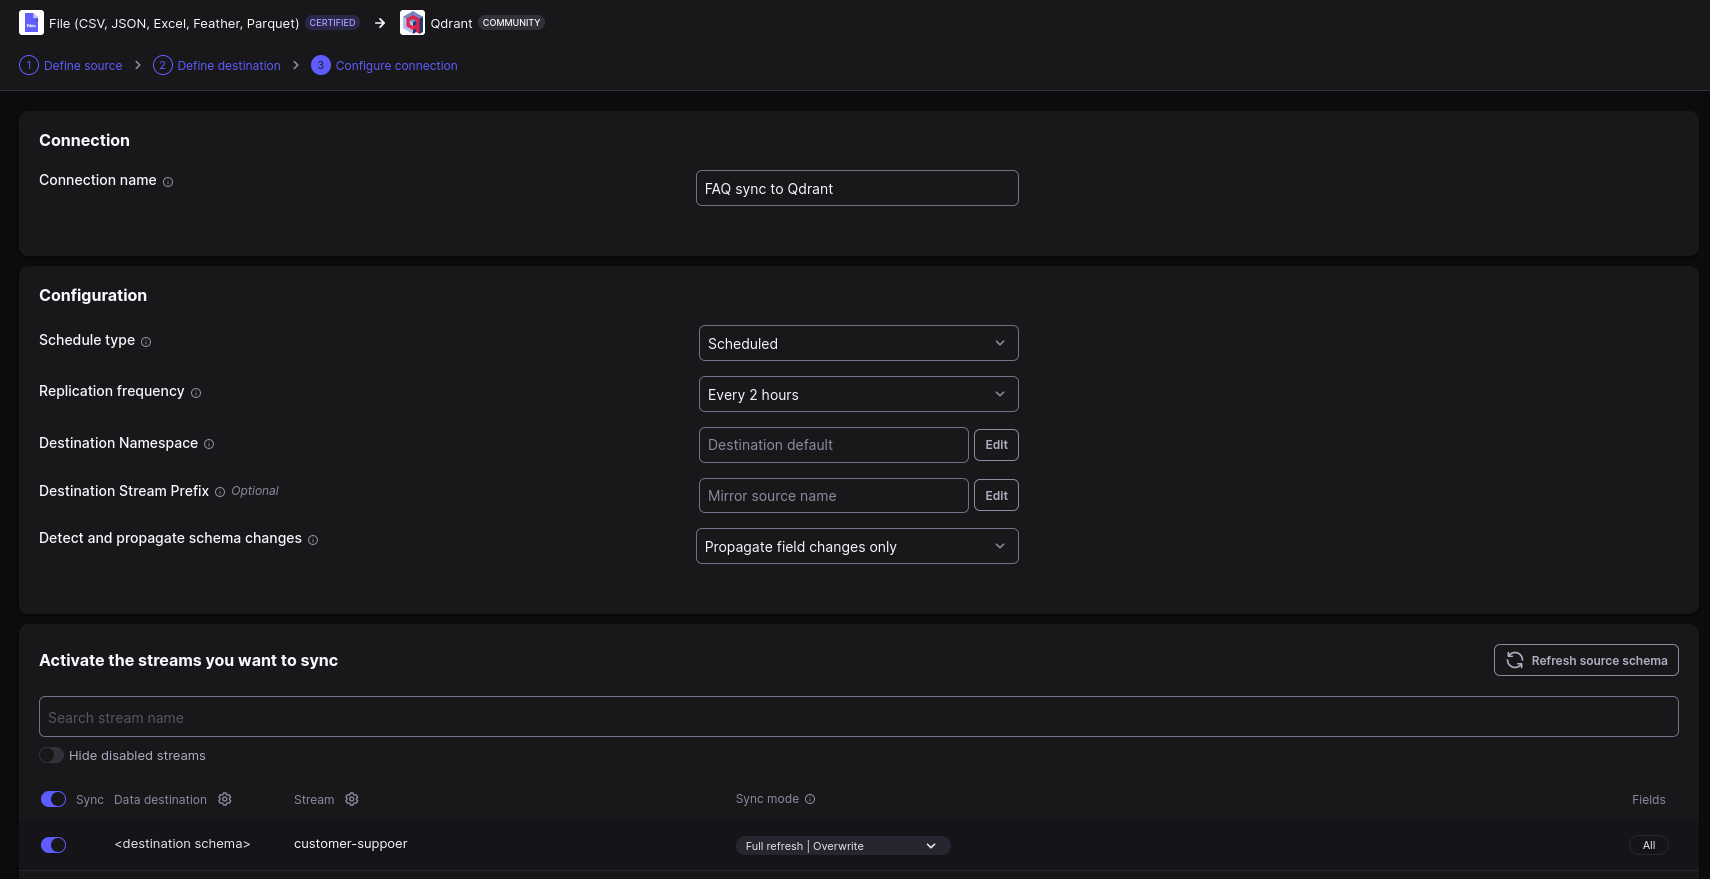 File (CSV, JSON, Excel, Feather, Parquet) CERTIFIED → Qdrant COMMUNITY
1 Define source > 2 Define destination > 3 Configure connection
Connection
Connection name FAQ sync to Qdrant
Configuration
Schedule type Scheduled
Replication frequency Every 2 hours
Destination Namespace Destination default Edit
Destination Stream Prefix Optional Mirror source name Edit
Detect and propagate schema changes Propagate field changes only
Activate the streams you want to sync Refresh source schema
Search stream name
Hide disabled streams
Sync Data destination Stream Sync mode Fields
<destination schema> customer-suppoer Full refresh | Overwrite All